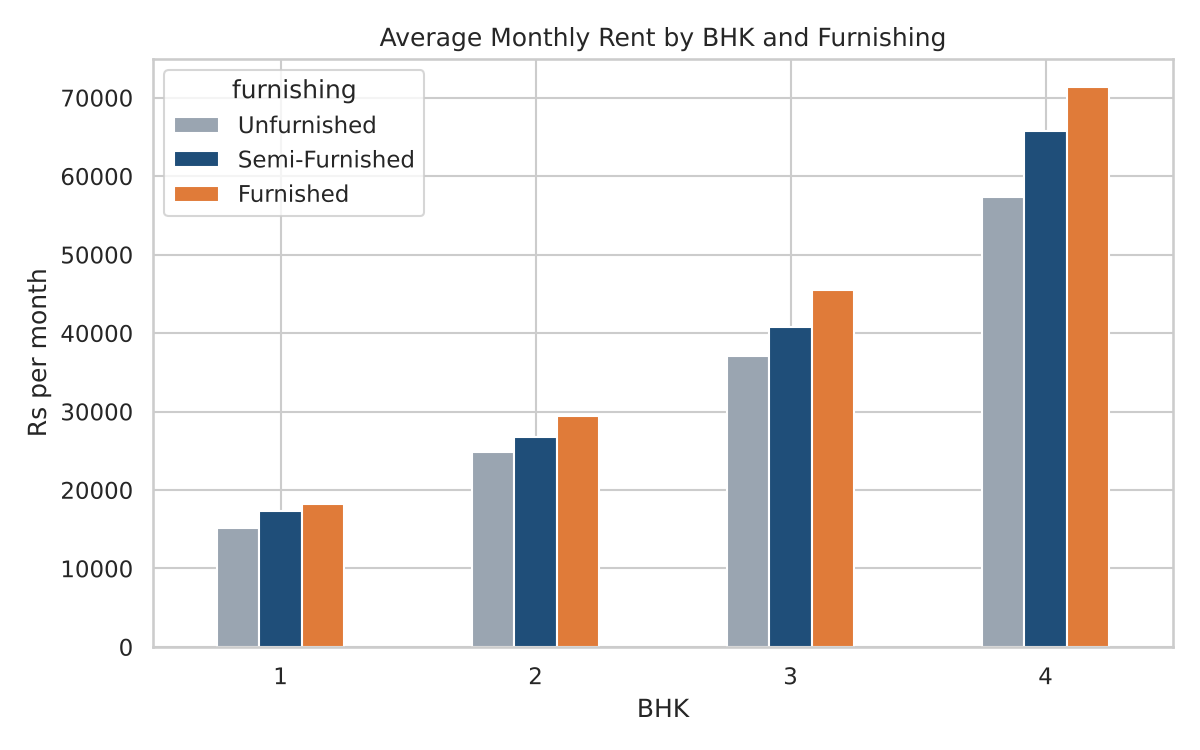 Average Monthly Rent by BHK and Furnishing
furnishing
Unfurnished
Semi-Furnished
Furnished
Rs per month
70000
60000
50000
40000
30000
20000
10000
0
1 2 3 4
BHK